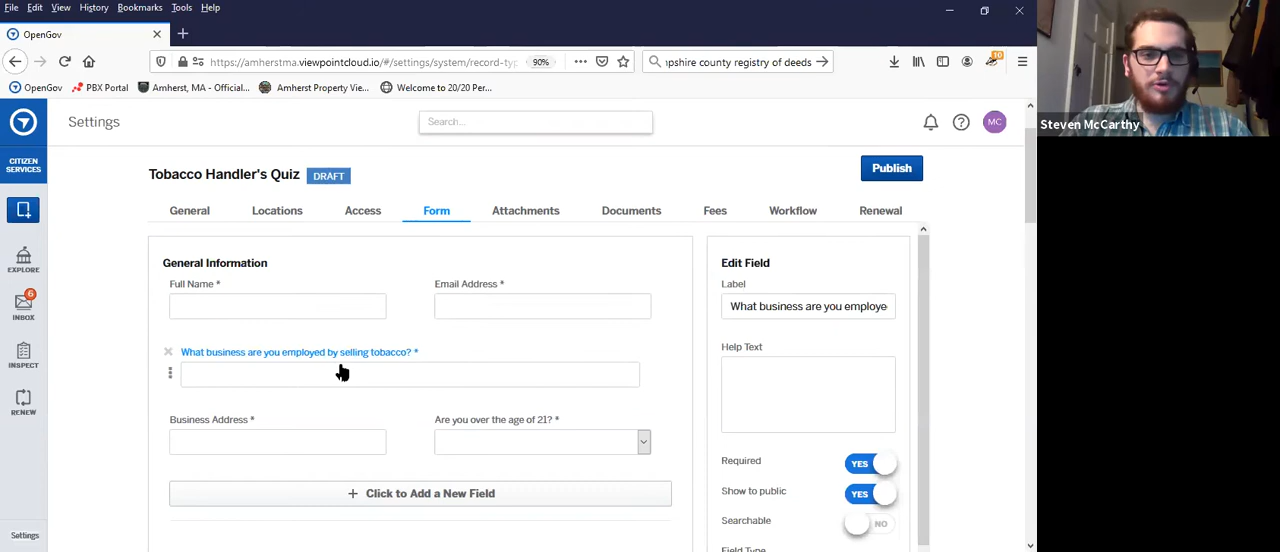 File Edit View History Bookmarks Tools Help
OpenGov
https://amherstma.viewpointcloud.io/#/settings/system/record-typ 90% pshire county registry of deeds
OpenGov PBX Portal Amherst, MA - Official... Amherst Property Vie... Welcome to 20/20 Per...
10
Steven McCarthy
Settings
Search...
MC
CITIZEN
SERVICES
Tobacco Handler's Quiz DRAFT
Publish
General Locations Access Form Attachments Documents Fees Workflow Renewal
EXPLORE
6
INBOX
INSPECT
RENEW
Settings
General Information
Full Name *
Email Address *
What business are you employed by selling tobacco? *
Business Address *
Are you over the age of 21? *
+ Click to Add a New Field
Edit Field
Label
What business are you employe
Help Text
Required YES
Show to public YES
Searchable NO
Field Type